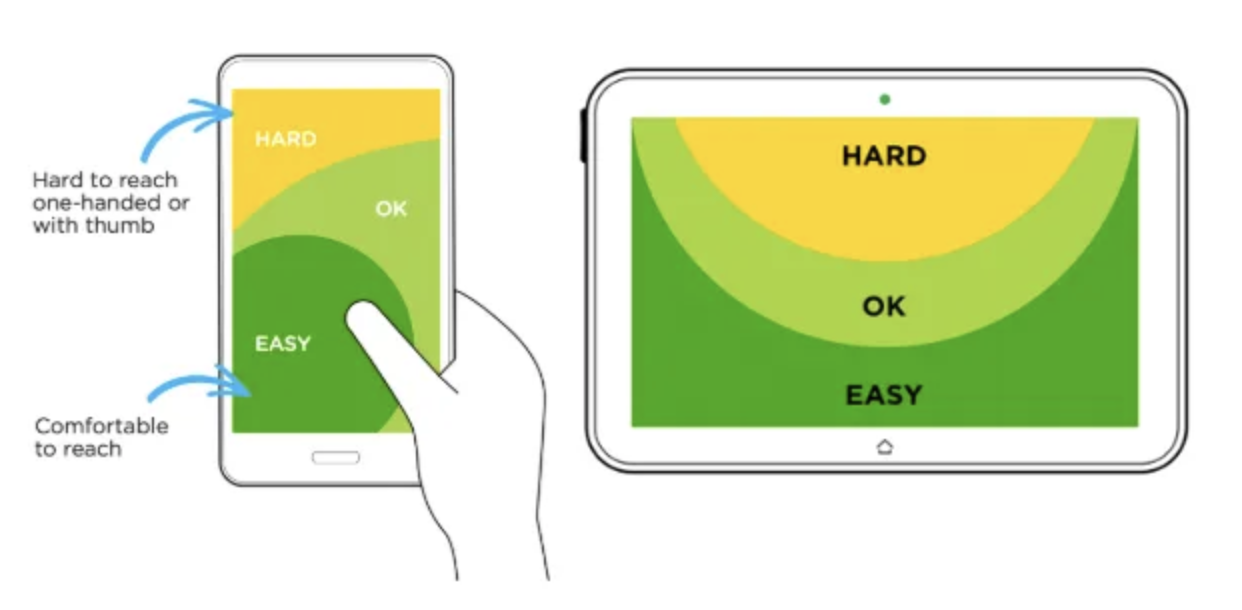 HARD
Hard to reach
one-handed or
with thumb
OK
EASY
Comfortable
to reach
HARD
OK
EASY